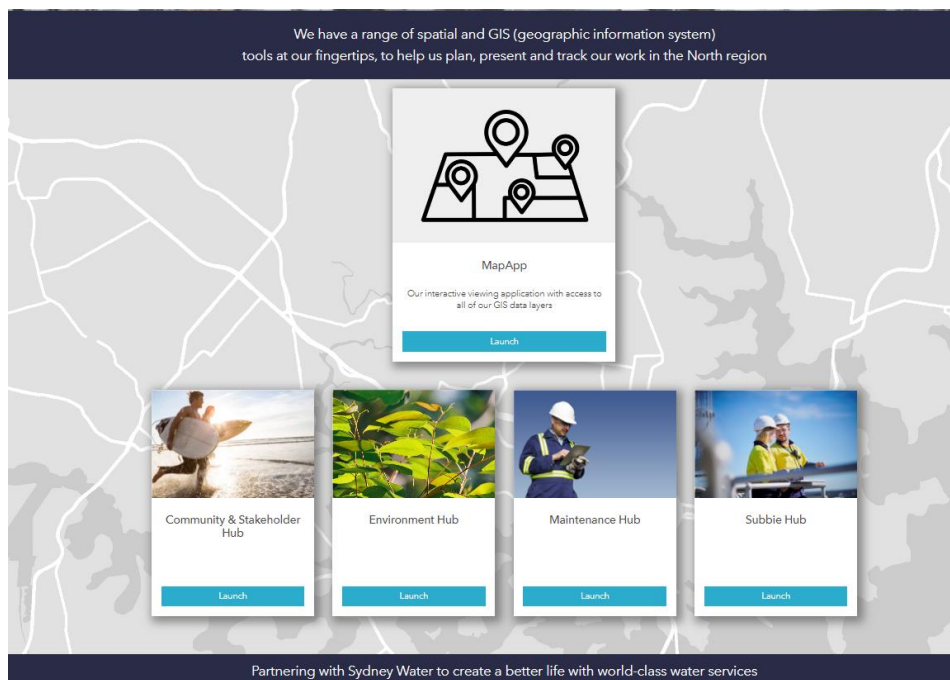 We have a range of spatial and GIS (geographic information system)
tools at our fingertips, to help us plan, present and track our work in the North region
MapApp
Our interactive viewing application with access to
all of our GIS data layers
Launch
Community & Stakeholder
Hub
Launch
Environment Hub
Launch
Maintenance Hub
Launch
Subbie Hub
Launch
Partnering with Sydney Water to create a better life with world-class water services